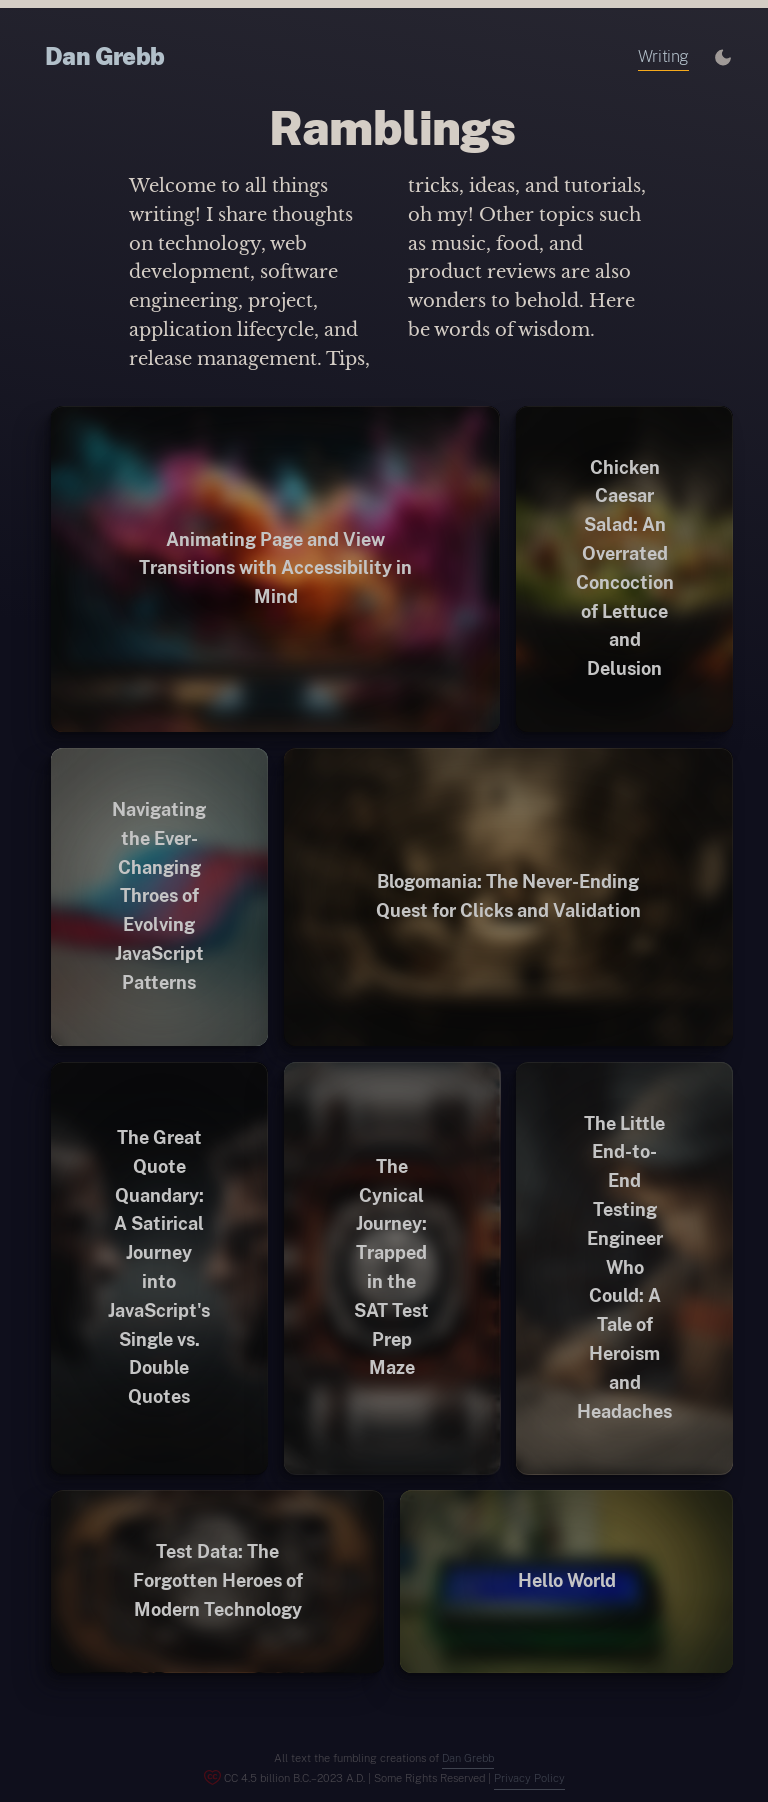 Dan Grebb
Writing
Ramblings
Welcome to all things
writing! I share thoughts
on technology, web
development, software
engineering, project,
application lifecycle, and
release management. Tips,
tricks, ideas, and tutorials,
oh my! Other topics such
as music, food, and
product reviews are also
wonders to behold. Here
be words of wisdom.
Animating Page and View
Transitions with Accessibility in
Mind
Chicken
Caesar
Salad: An
Overrated
Concoction
of Lettuce
and
Delusion
Navigating
the Ever-
Changing
Throes of
Evolving
JavaScript
Patterns
Blogomania: The Never-Ending
Quest for Clicks and Validation
The Great
Quote
Quandary:
A Satirical
Journey
into
JavaScript's
Single vs.
Double
Quotes
The
Cynical
Journey:
Trapped
in the
SAT Test
Prep
Maze
The Little
End-to-
End
Testing
Engineer
Who
Could: A
Tale of
Heroism
and
Headaches
Test Data: The
Forgotten Heroes of
Modern Technology
Hello World
All text the fumbling creations of Dan Grebb
CC 4.5 billion B.C.–2023 A.D. | Some Rights Reserved | Privacy Policy